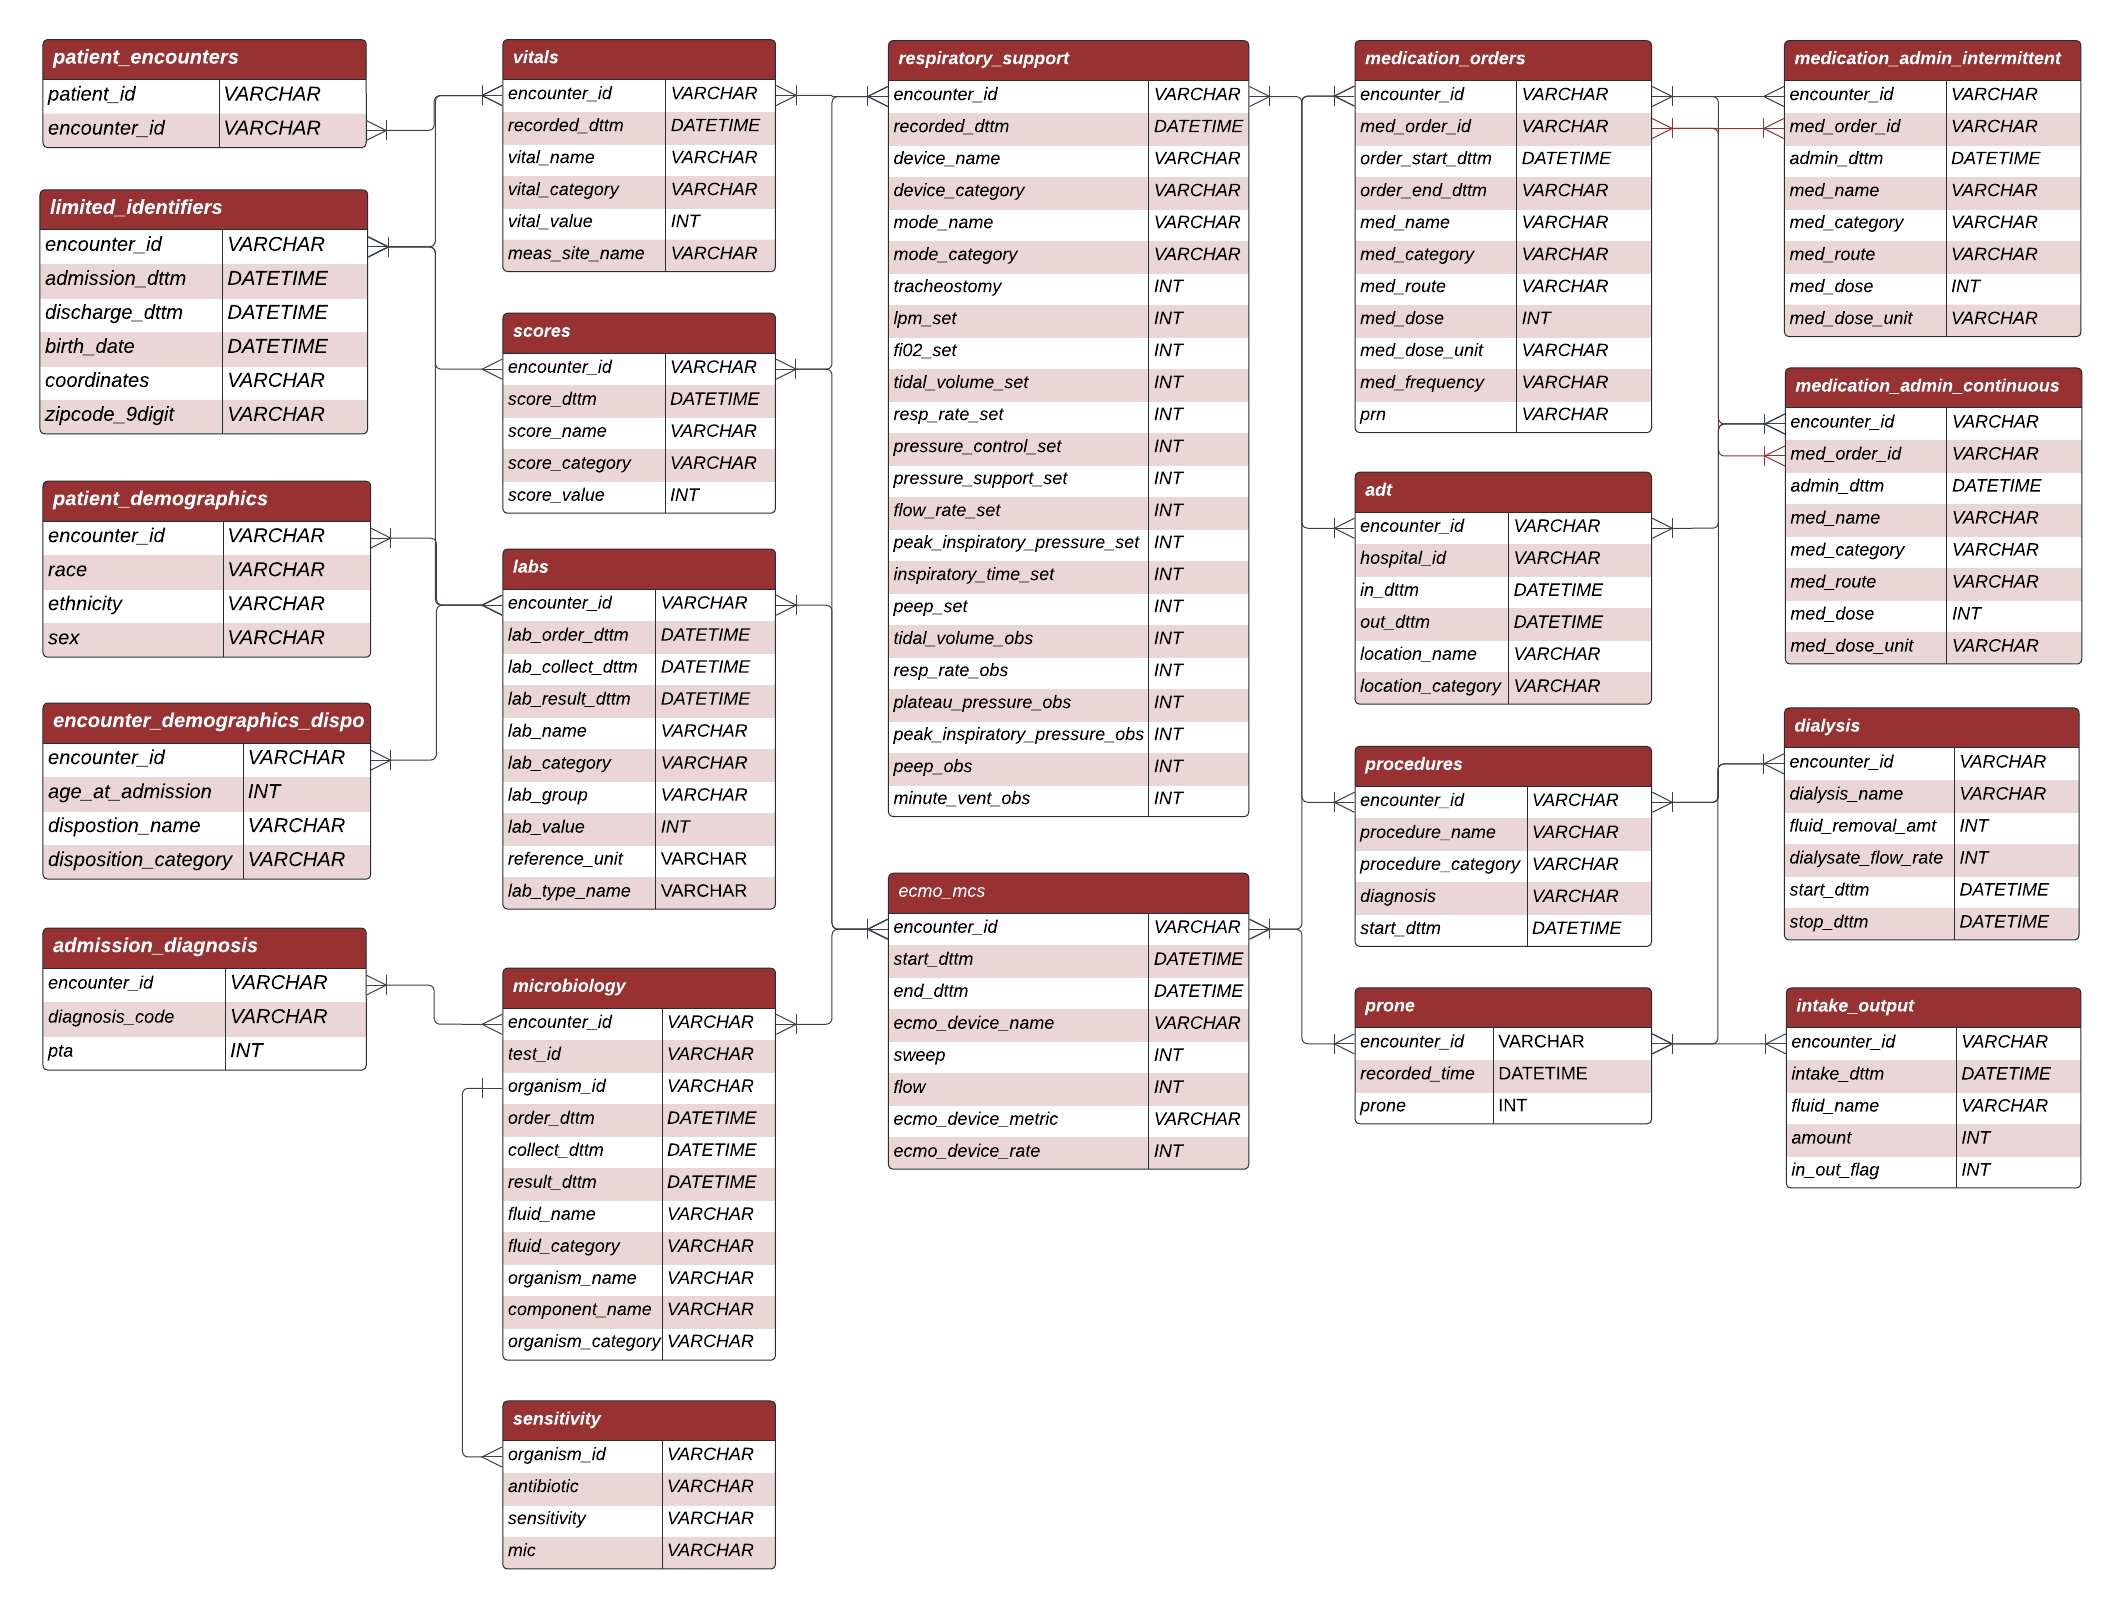 patient_encounters
patient_id VARCHAR
encounter_id VARCHAR
limited_identifiers
encounter_id VARCHAR
admission_dttm DATETIME
discharge_dttm DATETIME
birth_date DATETIME
coordinates VARCHAR
zipcode_9digit VARCHAR
patient_demographics
encounter_id VARCHAR
race VARCHAR
ethnicity VARCHAR
sex VARCHAR
encounter_demographics_dispo
encounter_id VARCHAR
age_at_admission INT
dispostion_name VARCHAR
disposition_category VARCHAR
admission_diagnosis
encounter_id VARCHAR
diagnosis_code VARCHAR
pta INT
vitals
encounter_id VARCHAR
recorded_dttm DATETIME
vital_name VARCHAR
vital_category VARCHAR
vital_value INT
meas_site_name VARCHAR
scores
encounter_id VARCHAR
score_dttm DATETIME
score_name VARCHAR
score_category VARCHAR
score_value INT
labs
encounter_id VARCHAR
lab_order_dttm DATETIME
lab_collect_dttm DATETIME
lab_result_dttm DATETIME
lab_name VARCHAR
lab_category VARCHAR
lab_group VARCHAR
lab_value INT
reference_unit VARCHAR
lab_type_name VARCHAR
microbiology
encounter_id VARCHAR
test_id VARCHAR
organism_id VARCHAR
order_dttm DATETIME
collect_dttm DATETIME
result_dttm DATETIME
fluid_name VARCHAR
fluid_category VARCHAR
organism_name VARCHAR
component_name VARCHAR
organism_category VARCHAR
sensitivity
organism_id VARCHAR
antibiotic VARCHAR
sensitivity VARCHAR
mic VARCHAR
respiratory_support
encounter_id VARCHAR
recorded_dttm DATETIME
device_name VARCHAR
device_category VARCHAR
mode_name VARCHAR
mode_category VARCHAR
tracheostomy INT
lpm_set INT
fi02_set INT
tidal_volume_set INT
resp_rate_set INT
pressure_control_set INT
pressure_support_set INT
flow_rate_set INT
peak_inspiratory_pressure_set INT
inspiratory_time_set INT
peep_set INT
tidal_volume_obs INT
resp_rate_obs INT
plateau_pressure_obs INT
peak_inspiratory_pressure_obs INT
peep_obs INT
minute_vent_obs INT
ecmo_mcs
encounter_id VARCHAR
start_dttm DATETIME
end_dttm DATETIME
ecmo_device_name VARCHAR
sweep INT
flow INT
ecmo_device_metric VARCHAR
ecmo_device_rate INT
medication_orders
encounter_id VARCHAR
med_order_id VARCHAR
order_start_dttm DATETIME
order_end_dttm VARCHAR
med_name VARCHAR
med_category VARCHAR
med_route VARCHAR
med_dose INT
med_dose_unit VARCHAR
med_frequency VARCHAR
prn VARCHAR
adt
encounter_id VARCHAR
hospital_id VARCHAR
in_dttm DATETIME
out_dttm DATETIME
location_name VARCHAR
location_category VARCHAR
procedures
encounter_id VARCHAR
procedure_name VARCHAR
procedure_category VARCHAR
diagnosis VARCHAR
start_dttm DATETIME
prone
encounter_id VARCHAR
recorded_time DATETIME
prone INT
medication_admin_intermittent
encounter_id VARCHAR
med_order_id VARCHAR
admin_dttm DATETIME
med_name VARCHAR
med_category VARCHAR
med_route VARCHAR
med_dose INT
med_dose_unit VARCHAR
medication_admin_continuous
encounter_id VARCHAR
med_order_id VARCHAR
admin_dttm DATETIME
med_name VARCHAR
med_category VARCHAR
med_route VARCHAR
med_dose INT
med_dose_unit VARCHAR
dialysis
encounter_id VARCHAR
dialysis_name VARCHAR
fluid_removal_amt INT
dialysate_flow_rate INT
start_dttm DATETIME
stop_dttm DATETIME
intake_output
encounter_id VARCHAR
intake_dttm DATETIME
fluid_name VARCHAR
amount INT
in_out_flag INT